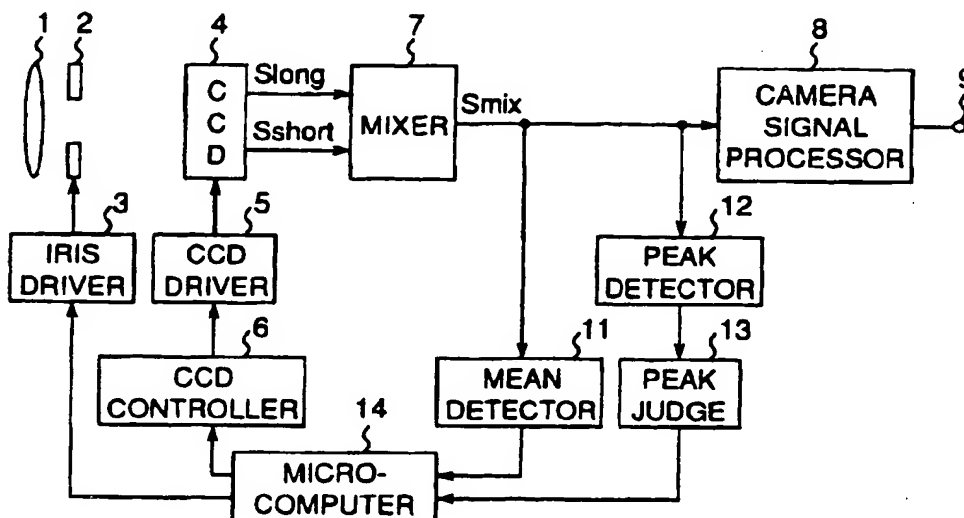 1
2
4
7
8
Slong
C
C
D
Sshort
MIXER
Smix
CAMERA
SIGNAL
PROCESSOR
9
3
5
12
IRIS
DRIVER
CCD
DRIVER
PEAK
DETECTOR
6
11
13
CCD
CONTROLLER
MEAN
DETECTOR
PEAK
JUDGE
14
MICRO-
COMPUTER